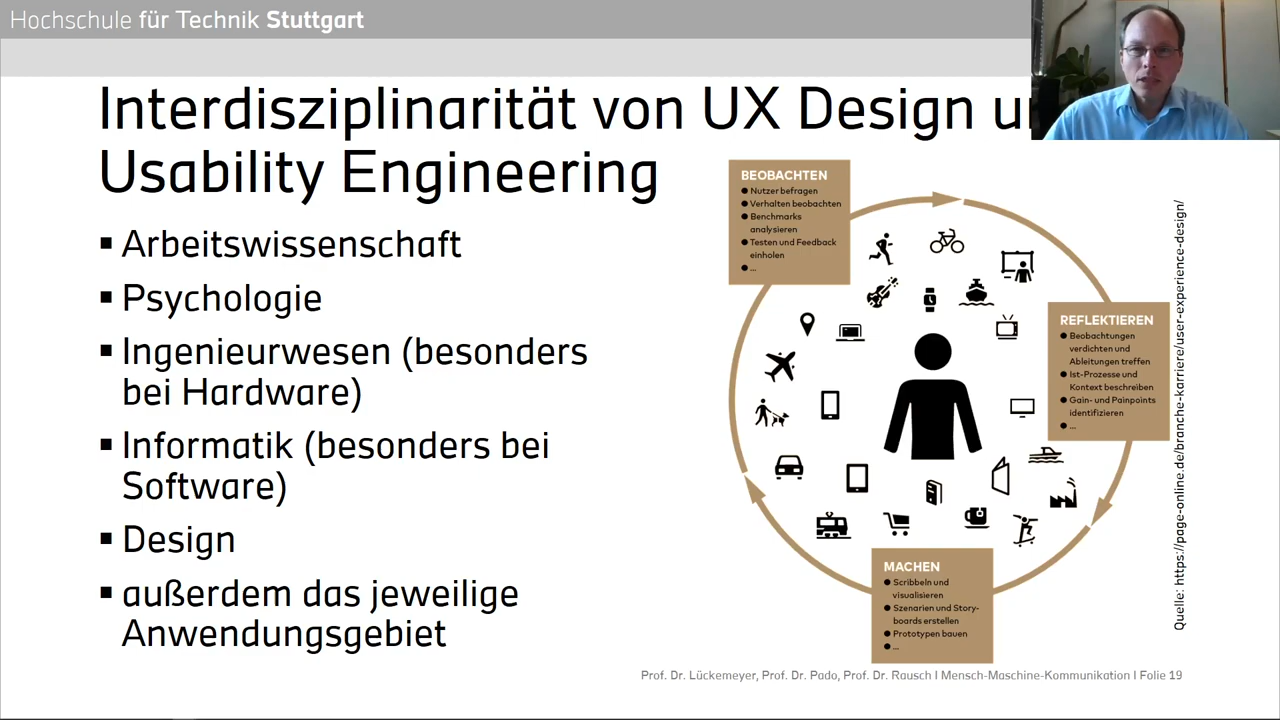 Hochschule für Technik Stuttgart
Interdisziplinarität von UX Design
Usability Engineering
▪ Arbeitswissenschaft
▪ Psychologie
▪ Ingenieurwesen (besonders
bei Hardware)
▪ Informatik (besonders bei
Software)
▪ Design
▪ außerdem das jeweilige
Anwendungsgebiet
BEOBACHTEN
● Nutzer befragen
● Verhalten beobachten
● Benchmarks
analysieren
● Testen und Feedback
einholen
● ...
REFLEKTIEREN
● Beobachtungen
verdichten und
Ableitungen treffen
● Ist-Prozesse und
Kontext beschreiben
● Gain- und Painpoints
identifizieren
● ...
MACHEN
● Scribbeln und
visualisieren
● Szenarien und Story-
boards erstellen
● Prototypen bauen
● ...
Quelle: https://page-online.de/branche-karriere/user-experience-design/
Prof. Dr. Lückemeyer, Prof. Dr. Pado, Prof. Dr. Rausch I Mensch-Maschine-Kommunikation I Folie 19